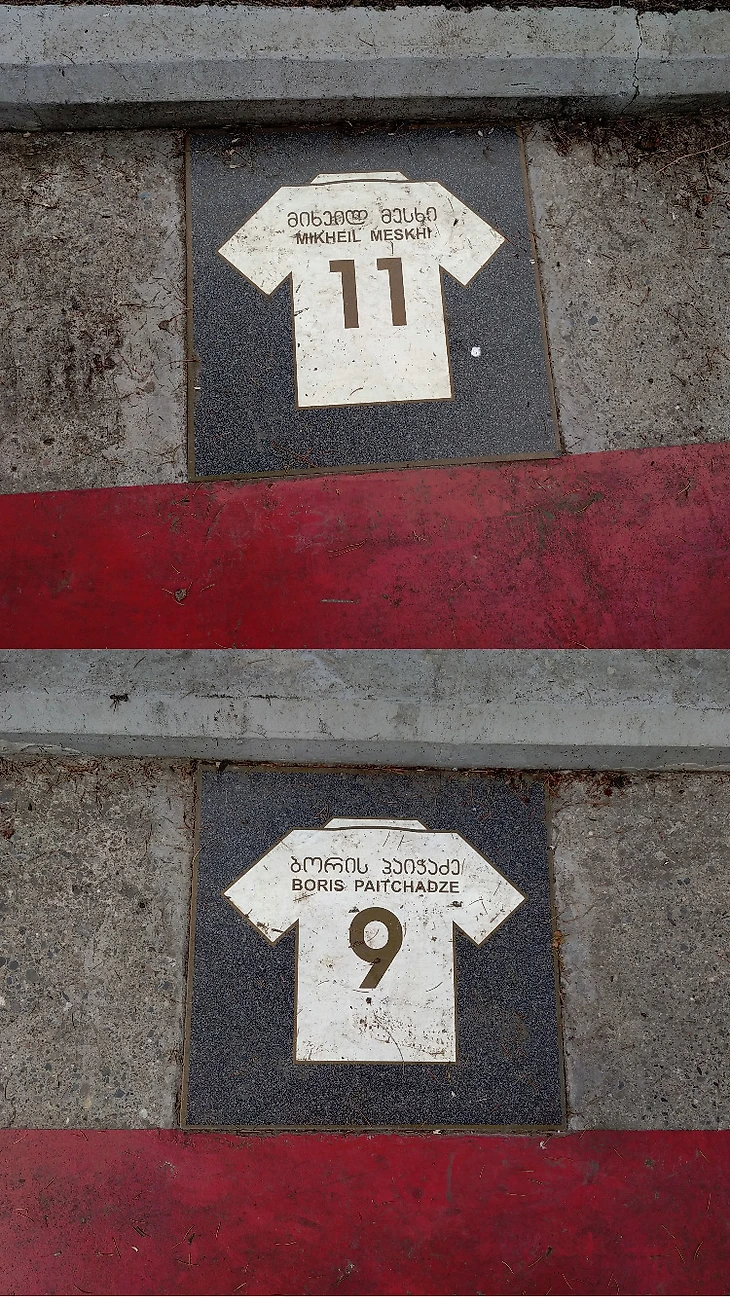 მიხეილ მესხი
MIKHEIL MESKHI
11
ბორის პაიჭაძე
BORIS PAITCHADZE
9